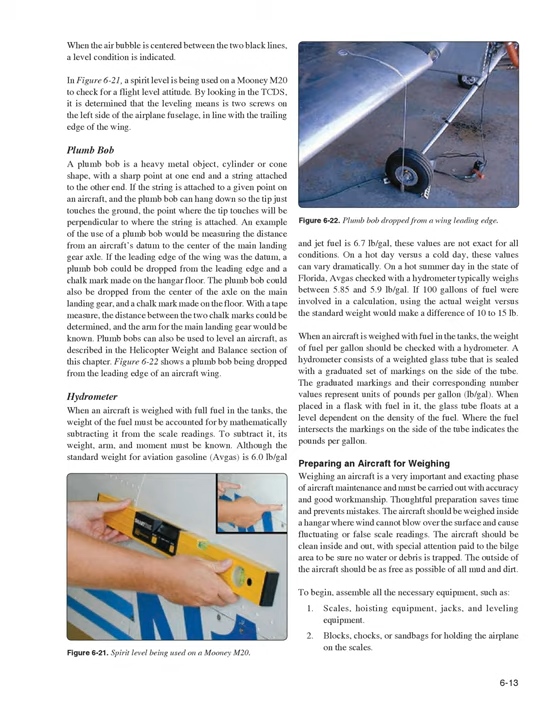 When the air bubble is centered between the two black lines,
a level condition is indicated.
In Figure 6-21, a spirit level is being used on a Mooney M20
to check for a flight level attitude. By looking in the TCDS,
it is determined that the leveling means is two screws on
the left side of the airplane fuselage, in line with the trailing
edge of the wing.
Plumb Bob
A plumb bob is a heavy metal object, cylinder or cone
shape, with a sharp point at one end and a string attached
to the other end. If the string is attached to a given point on
an aircraft, and the plumb bob can hang down so the tip just
touches the ground, the point where the tip touches will be
perpendicular to where the string is attached. An example
of the use of a plumb bob would be measuring the distance
from an aircraft's datum to the center of the main landing
gear axle. If the leading edge of the wing was the datum, a
plumb bob could be dropped from the leading edge and a
chalk mark made on the hangar floor. The plumb bob could
also be dropped from the center of the axle on the main
landing gear, and a chalk mark made on the floor. With a tape
measure, the distance between the two chalk marks could be
determined, and the arm for the main landing gear would be
known. Plumb bobs can also be used to level an aircraft, as
described in the Helicopter Weight and Balance section of
this chapter. Figure 6-22 shows a plumb bob being dropped
from the leading edge of an aircraft wing.
Hydrometer
When an aircraft is weighed with full fuel in the tanks, the
weight of the fuel must be accounted for by mathematically
subtracting it from the scale readings. To subtract it, its
weight, arm, and moment must be known. Although the
standard weight for aviation gasoline (Avgas) is 6.0 lb/gal
Figure 6-21. Spirit level being used on a Mooney M20.
Figure 6-22. Plumb bob dropped from a wing leading edge.
and jet fuel is 6.7 lb/gal, these values are not exact for all
conditions. On a hot day versus a cold day, these values
can vary dramatically. On a hot summer day in the state of
Florida, Avgas checked with a hydrometer typically weighs
between 5.85 and 5.9 lb/gal. If 100 gallons of fuel were
involved in a calculation, using the actual weight versus
the standard weight would make a difference of 10 to 15 lb.
When an aircraft is weighed with fuel in the tanks, the weight
of fuel per gallon should be checked with a hydrometer. A
hydrometer consists of a weighted glass tube that is sealed
with a graduated set of markings on the side of the tube.
The graduated markings and their corresponding number
values represent units of pounds per gallon (lb/gal). When
placed in a flask with fuel in it, the glass tube floats at a
level dependent on the density of the fuel. Where the fuel
intersects the markings on the side of the tube indicates the
pounds per gallon.
Preparing an Aircraft for Weighing
Weighing an aircraft is a very important and exacting phase
of aircraft maintenance and must be carried out with accuracy
and good workmanship. Thoughtful preparation saves time
and prevents mistakes. The aircraft should be weighed inside
a hangar where wind cannot blow over the surface and cause
fluctuating or false scale readings. The aircraft should be
clean inside and out, with special attention paid to the bilge
area to be sure no water or debris is trapped. The outside of
the aircraft should be as free as possible of all mud and dirt.
To begin, assemble all the necessary equipment, such as:
1. Scales, hoisting equipment, jacks, and leveling
equipment.
2. Blocks, chocks, or sandbags for holding the airplane
on the scales.
6-13